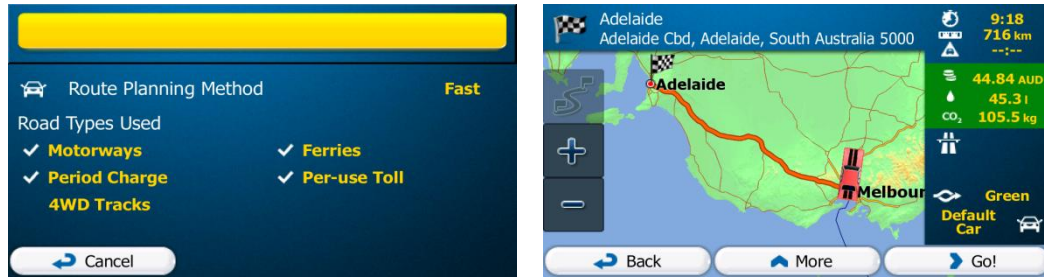 Route Planning Method Fast
Road Types Used
Motorways Ferries
Period Charge Per-use Toll
4WD Tracks
Cancel
Adelaide
Adelaide Cbd, Adelaide, South Australia 5000
9:18
716 km
--:--
44.84 AUD
45.3 l
CO₂ 105.5 kg
Adelaide
Melbour
Green
Default
Car
Back More Go!